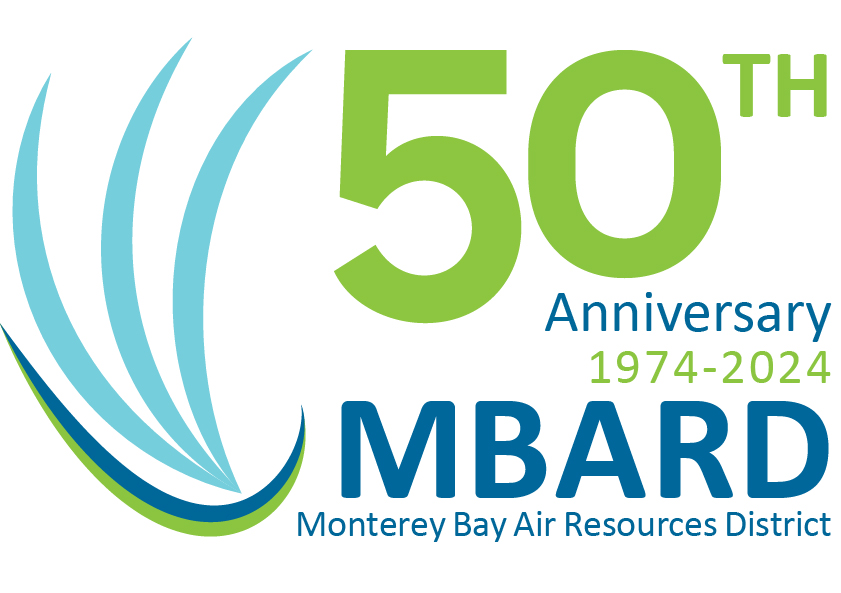 50TH
Anniversary
1974-2024
MBARD
Monterey Bay Air Resources District